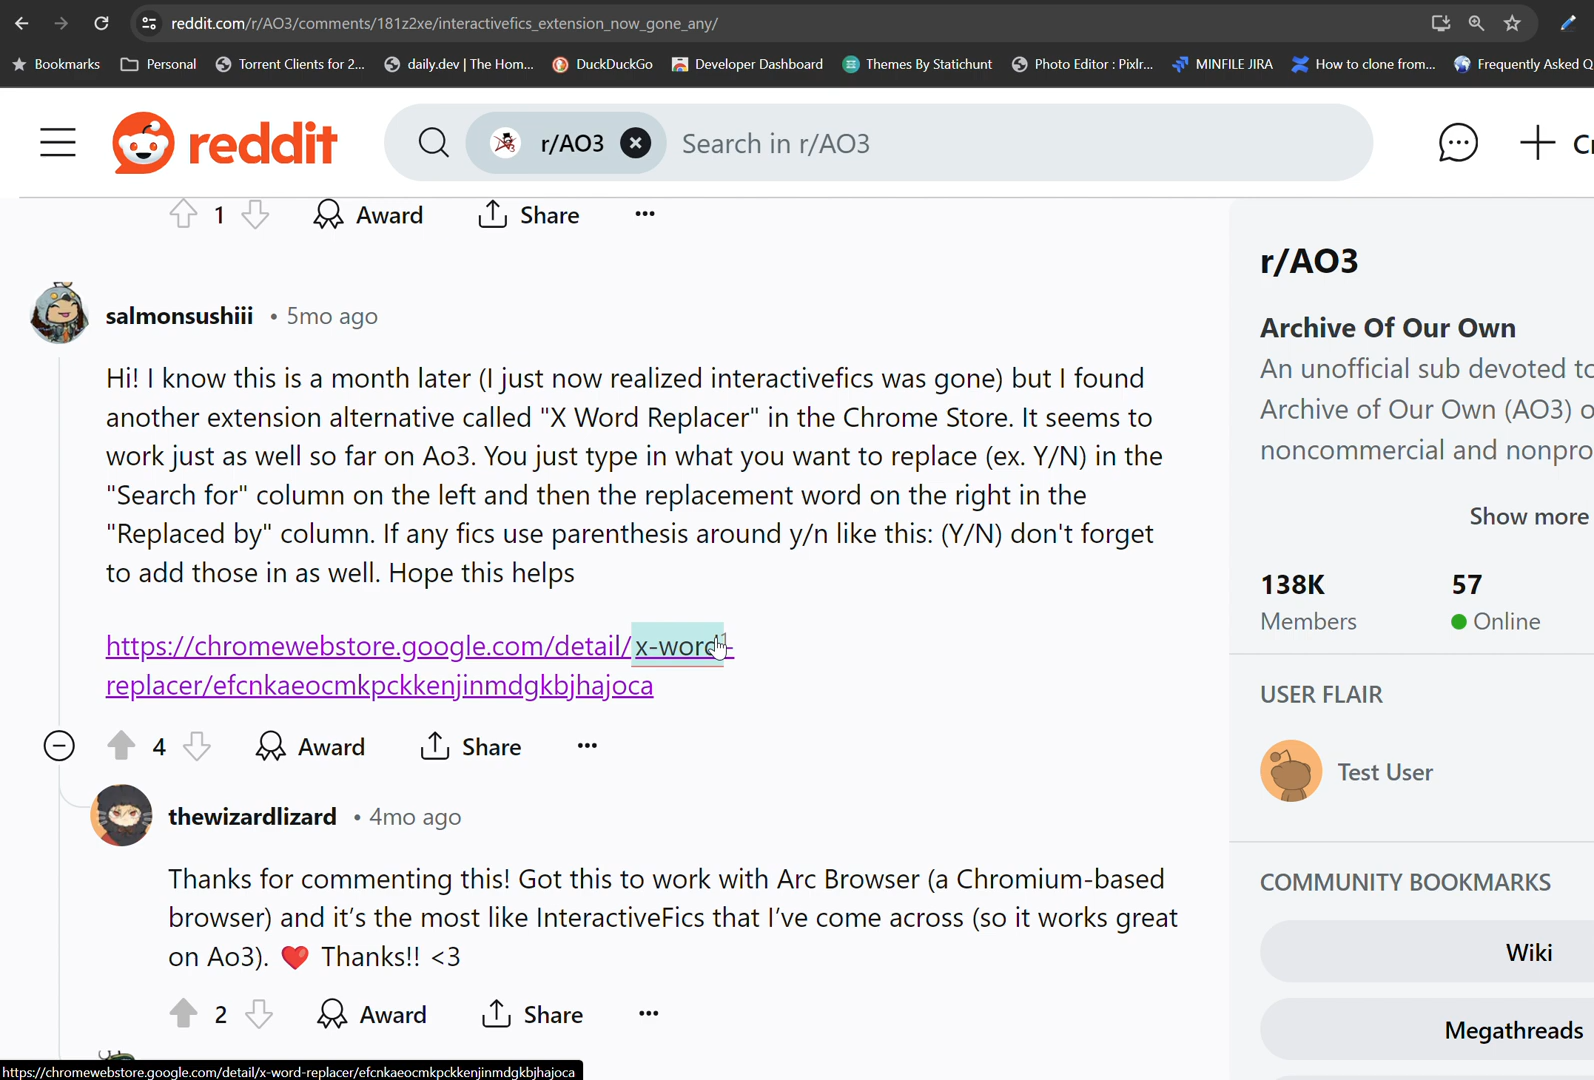 reddit.com/r/AO3/comments/181z2xe/interactivefics_extension_now_gone_any/
Bookmarks Personal Torrent Clients for 2... daily.dev | The Hom... DuckDuckGo Developer Dashboard Themes By Statichunt Photo Editor : Pixlr... MINFILE JIRA How to clone from... Frequently Asked Q
reddit r/AO3 Search in r/AO3 Cr
1 Award Share
salmonsushiii • 5mo ago
Hi! I know this is a month later (I just now realized interactivefics was gone) but I found
another extension alternative called "X Word Replacer" in the Chrome Store. It seems to
work just as well so far on Ao3. You just type in what you want to replace (ex. Y/N) in the
"Search for" column on the left and then the replacement word on the right in the
"Replaced by" column. If any fics use parenthesis around y/n like this: (Y/N) don't forget
to add those in as well. Hope this helps
https://chromewebstore.google.com/detail/x-word-
replacer/efcnkaeocmkpckkenjinmdgkbjhajoca
4 Award Share
thewizardlizard • 4mo ago
Thanks for commenting this! Got this to work with Arc Browser (a Chromium-based
browser) and it’s the most like InteractiveFics that I’ve come across (so it works great
on Ao3). ❤️ Thanks!! <3
2 Award Share
r/AO3
Archive Of Our Own
An unofficial sub devoted to
Archive of Our Own (AO3) o
noncommercial and nonpro
Show more
138K 57
Members Online
USER FLAIR
Test User
COMMUNITY BOOKMARKS
Wiki
Megathreads
https://chromewebstore.google.com/detail/x-word-replacer/efcnkaeocmkpckkenjinmdgkbjhajoca